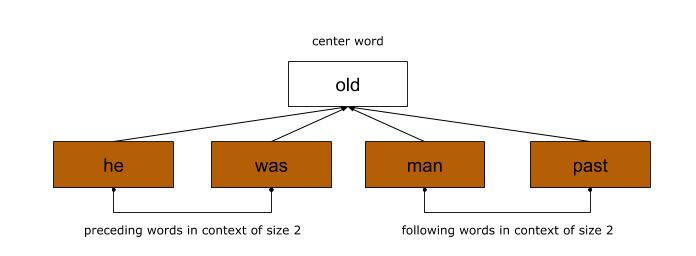 center word
old
he was man past
preceding words in context of size 2 following words in context of size 2